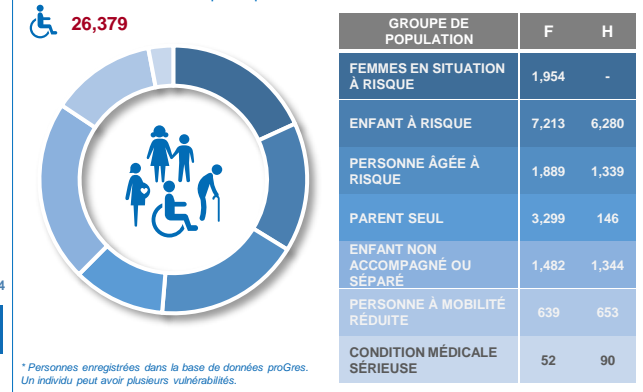 26,379
GROUPE DE
POPULATION F H
FEMMES EN SITUATION
À RISQUE 1,954 -
ENFANT À RISQUE 7,213 6,280
PERSONNE ÂGÉE À
RISQUE 1,889 1,339
PARENT SEUL 3,299 146
ENFANT NON
ACCOMPAGNÉ OU
SÉPARÉ 1,482 1,344
PERSONNE À MOBILITÉ
RÉDUITE 639 653
CONDITION MÉDICALE
SÉRIEUSE 52 90
4
* Personnes enregistrées dans la base de données proGres.
Un individu peut avoir plusieurs vulnérabilités.